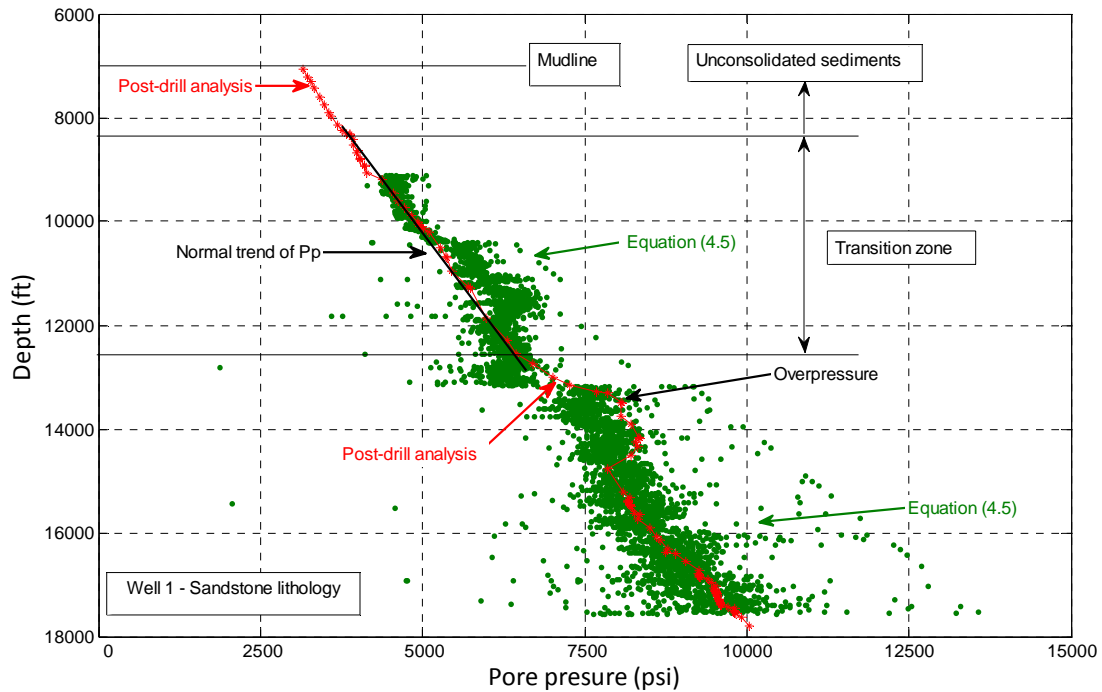 6000
8000
10000
12000
14000
16000
18000
Depth (ft)
Mudline
Unconsolidated sediments
Post-drill analysis
Normal trend of Pp
Equation (4.5)
Transition zone
Overpressure
Post-drill analysis
Equation (4.5)
Well 1 - Sandstone lithology
0
2500
5000
7500
10000
12500
15000
Pore presure (psi)